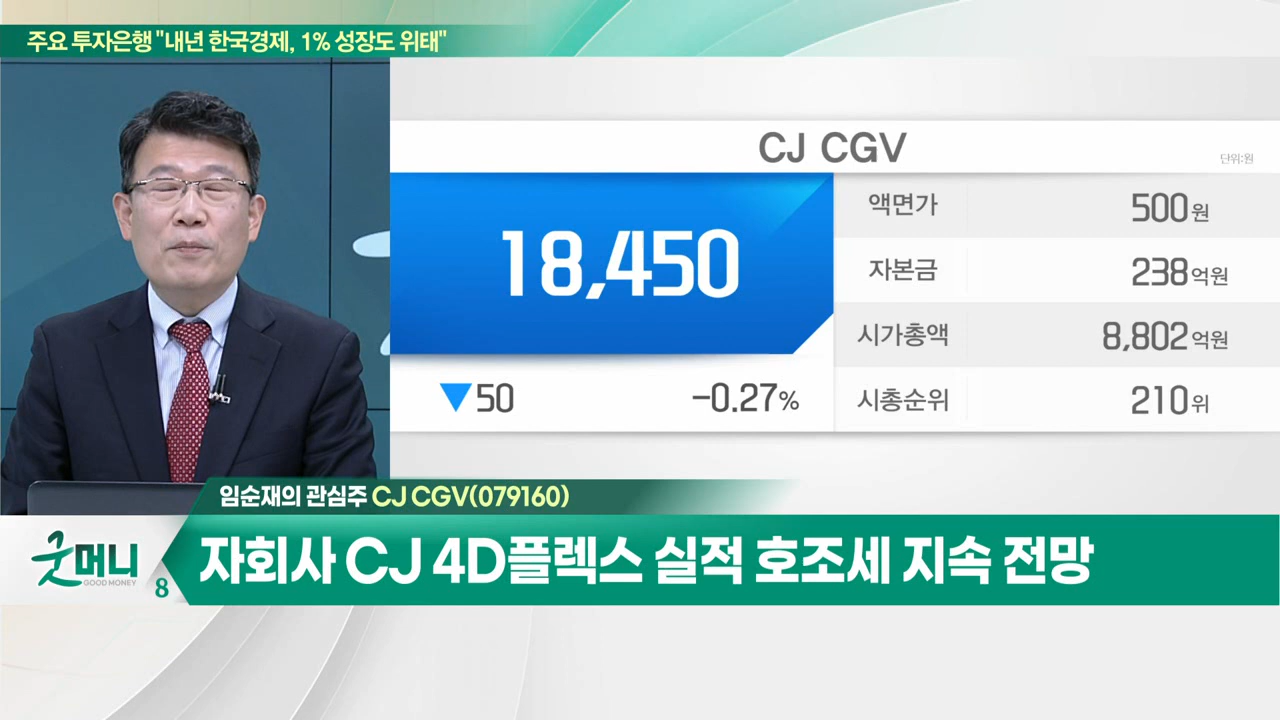 주요 투자은행 "내년 한국경제, 1% 성장도 위태"
CJ CGV
단위:원
18,450
▼50 -0.27%
액면가 500원
자본금 238억원
시가총액 8,802억원
시총순위 210위
임순재의 관심주 CJ CGV(079160)
자회사 CJ 4D플렉스 실적 호조세 지속 전망
굿머니
GOOD MONEY
8